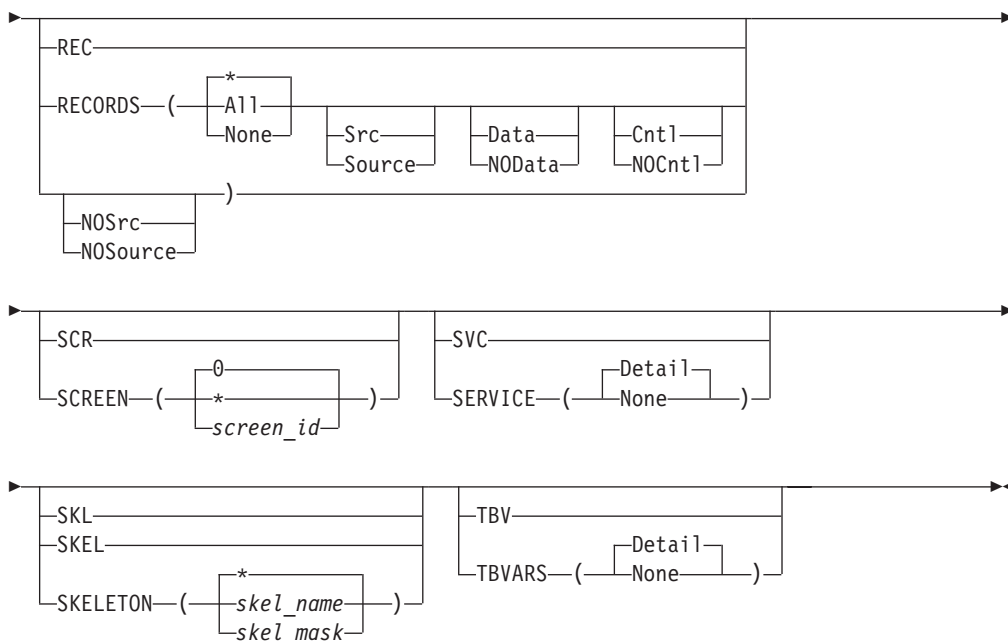 REC
*
RECORDS ( All
None Src Data Cntl
Source NOData NOCntl
)
NOSrc
NOSource
SCR SVC
0 Detail
SCREEN ( * ) SERVICE ( None )
screen_id
SKL TBV
SKEL Detail
* TBVARS ( None )
SKELETON ( skel_name )
skel_mask